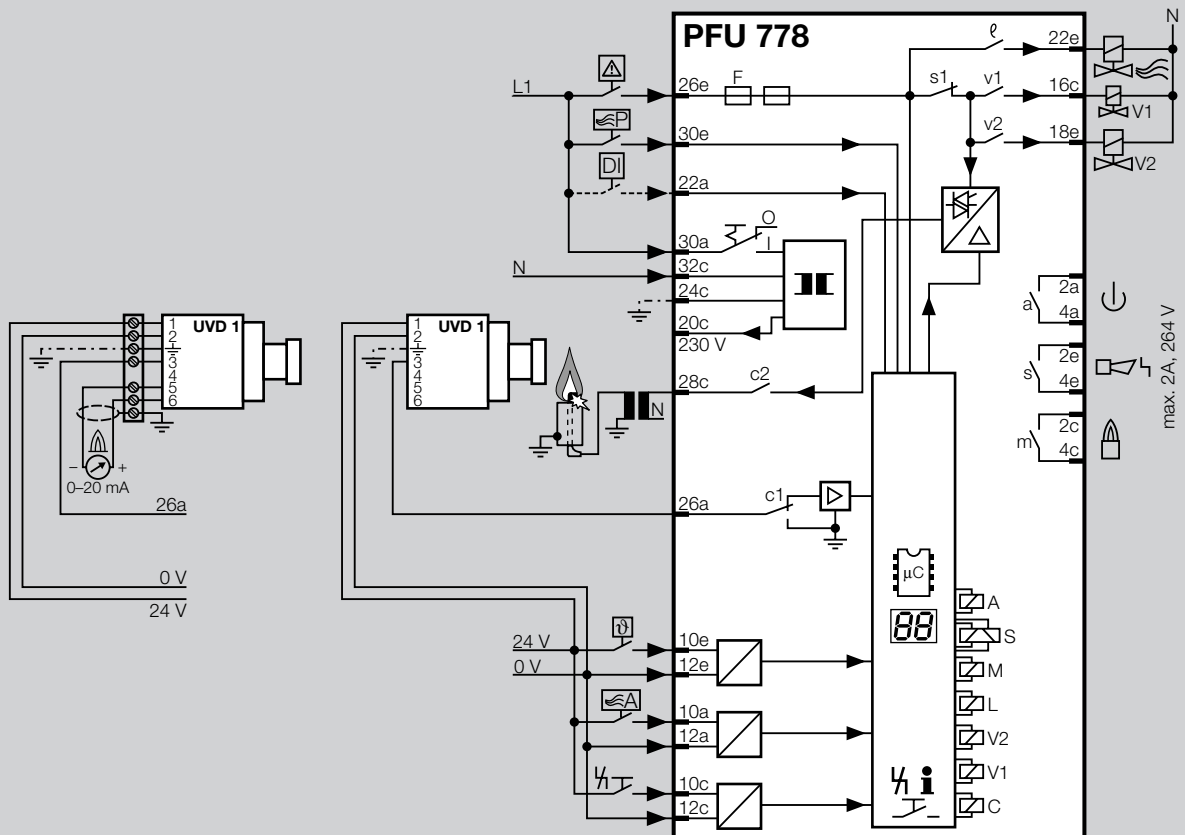 PFU 778
N
22e
L1
26e
F
s1
v1
16c
V1
P
30e
v2
18e
V2
DI
22a
30a
O
I
N
32c
24c
20c
230 V
a
2a
4a
s
2e
4e
m
2c
4c
max. 2A, 264 V
28c
c2
N
UVD 1
1
2
3
4
5
6
UVD 1
1
2
3
4
5
6
−
+
0–20 mA
26a
0 V
24 V
26a
c1
µC
88
A
S
M
L
V2
V1
C
i
24 V
ϑ
10e
0 V
12e
A
10a
12a
10c
12c